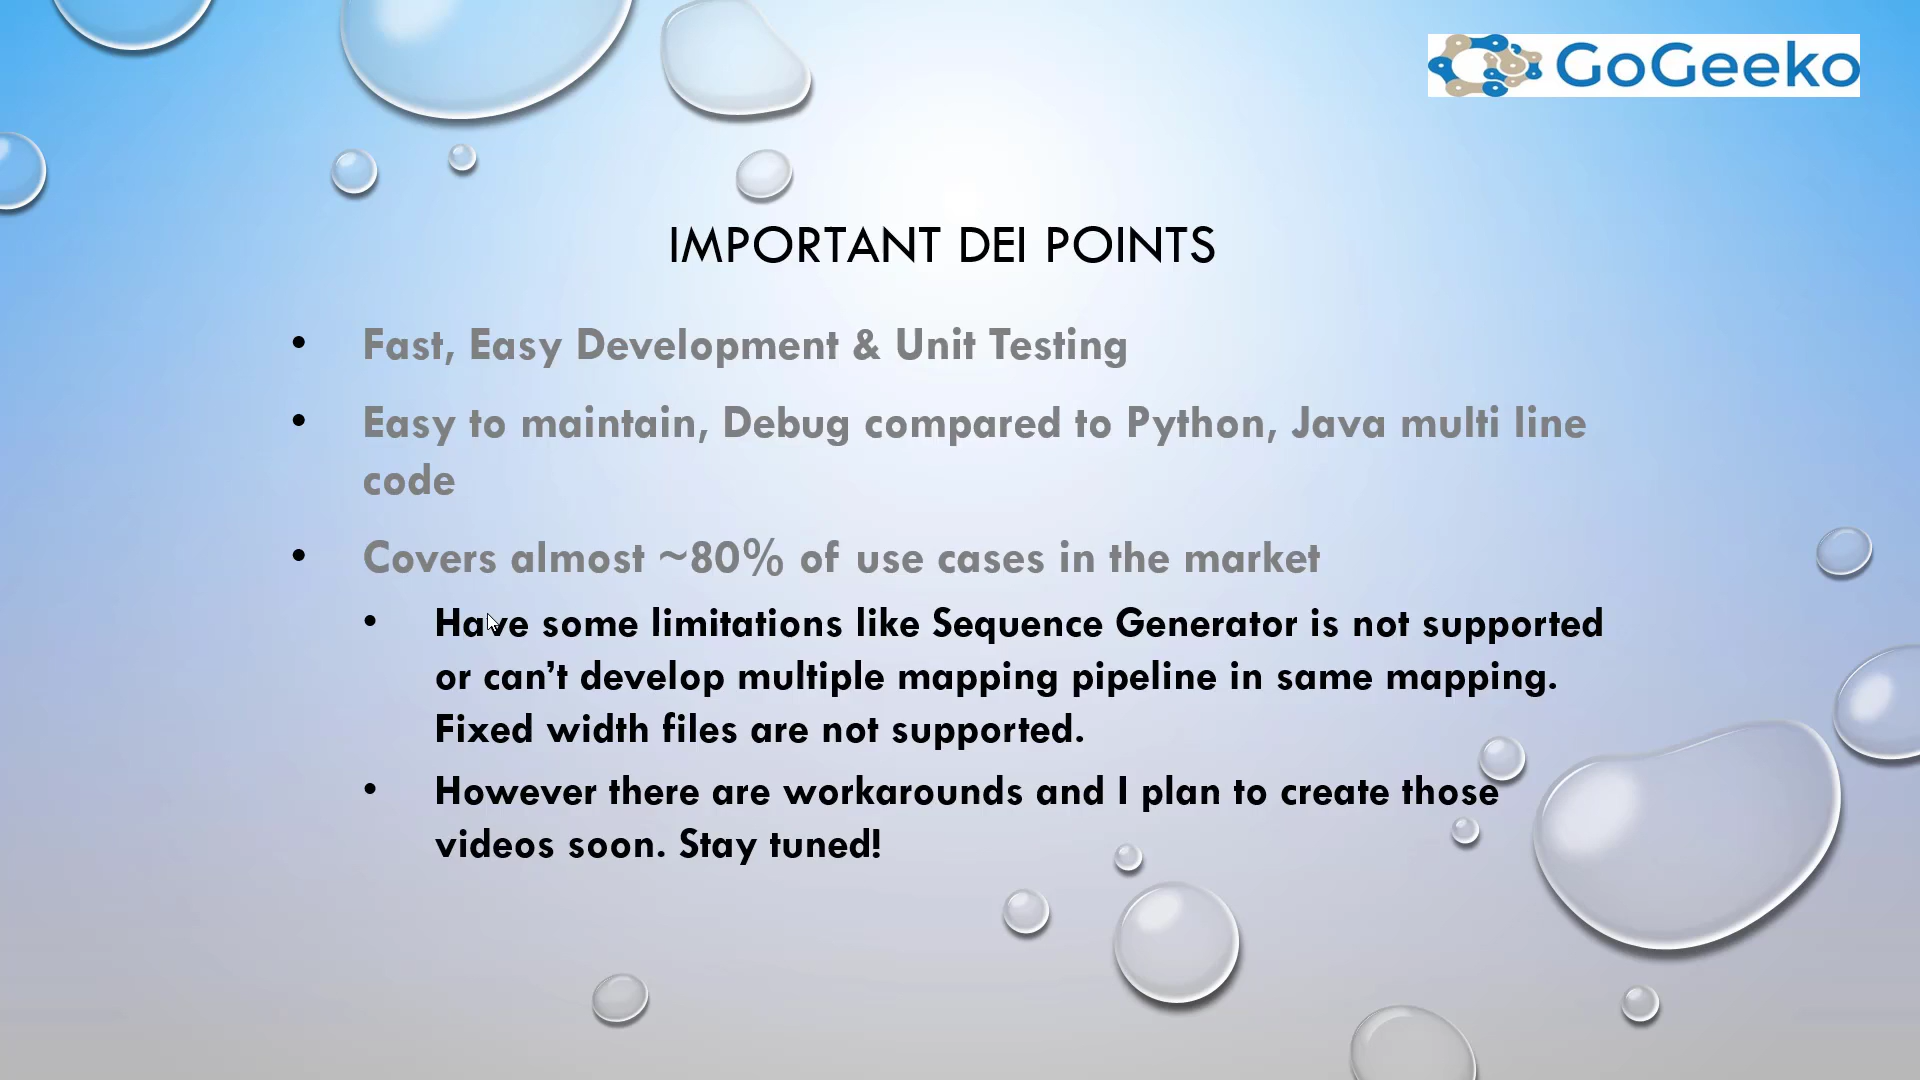 GoGeeko
IMPORTANT DEI POINTS
• Fast, Easy Development & Unit Testing
• Easy to maintain, Debug compared to Python, Java multi line
code
• Covers almost ~80% of use cases in the market
• Have some limitations like Sequence Generator is not supported
or can’t develop multiple mapping pipeline in same mapping.
Fixed width files are not supported.
• However there are workarounds and I plan to create those
videos soon. Stay tuned!